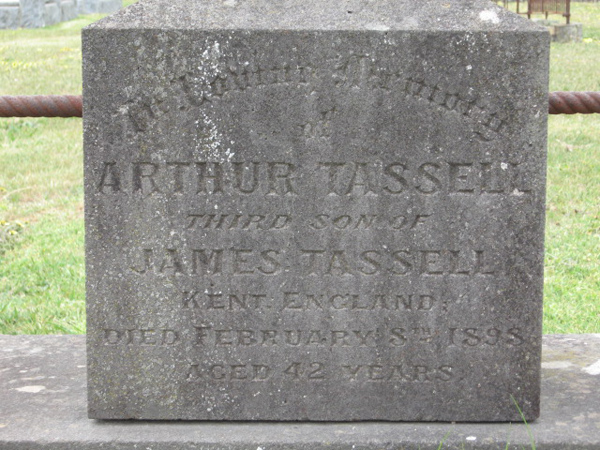 In Loving Memory
of
ARTHUR TASSELL
THIRD SON OF
JAMES TASSELL
KENT. ENGLAND;
DIED FEBRUARY 8TH 1898
AGED 42 YEARS.